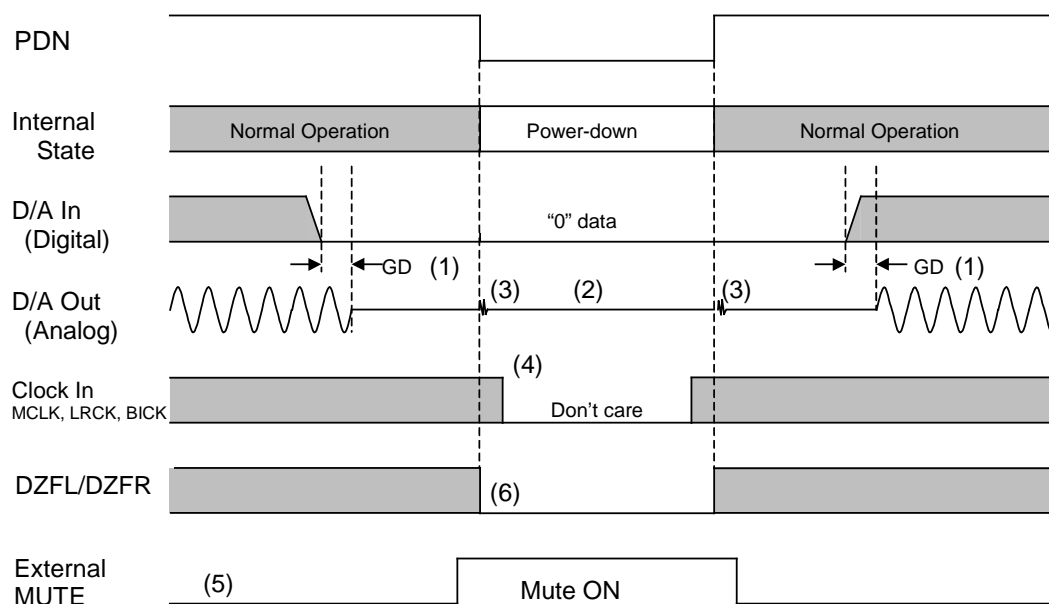 PDN
Internal
State
Normal Operation
Power-down
Normal Operation
D/A In
(Digital)
“0” data
GD
(1)
GD
(1)
D/A Out
(Analog)
(3)
(2)
(3)
Clock In
MCLK, LRCK, BICK
(4)
Don’t care
DZFL/DZFR
(6)
External
MUTE
(5)
Mute ON